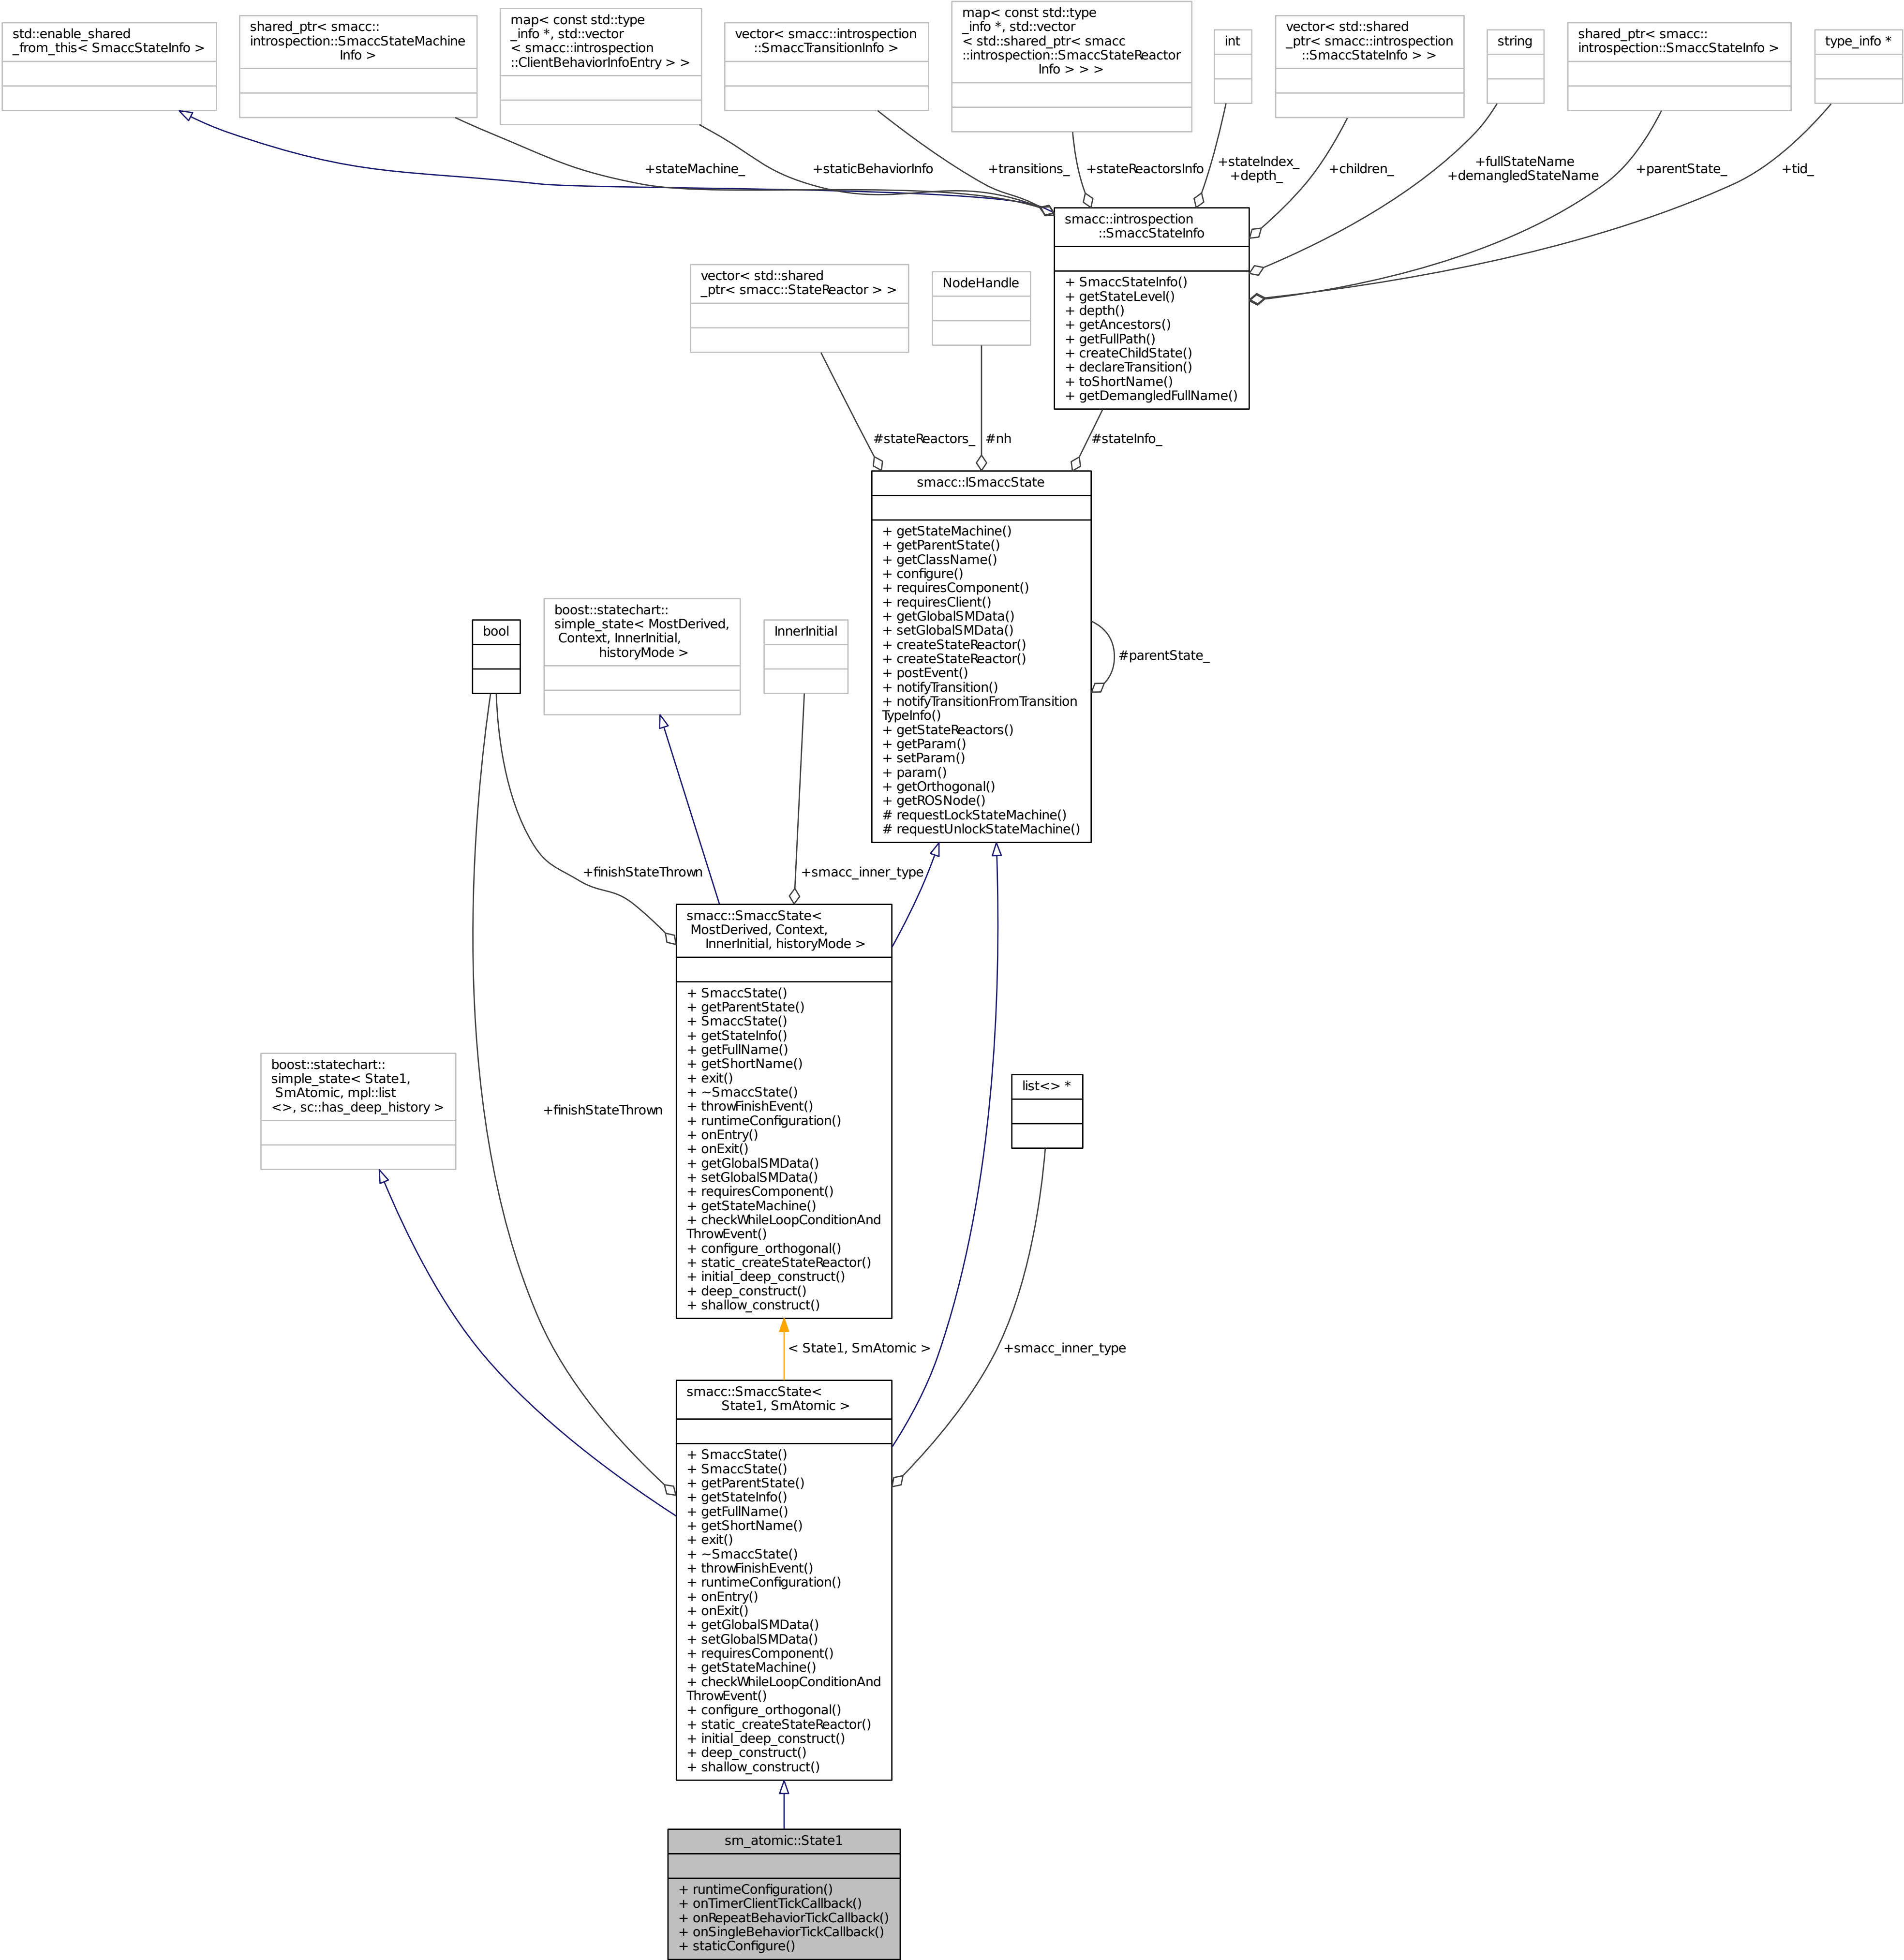 std::enable_shared
_from_this< SmaccStateInfo >
shared_ptr< smacc::
introspection::SmaccStateMachine
Info >
map< const std::type
_info *, std::vector
< smacc::introspection
::ClientBehaviorInfoEntry > >
vector< smacc::introspection
::SmaccTransitionInfo >
map< const std::type
_info *, std::vector
< std::shared_ptr< smacc
::introspection::SmaccStateReactor
Info > > >
int
vector< std::shared
_ptr< smacc::introspection
::SmaccStateInfo > >
string
shared_ptr< smacc::
introspection::SmaccStateInfo >
type_info *
+stateMachine_
+staticBehaviorInfo
+transitions_
+stateReactorsInfo
+stateIndex_
+depth_
+children_
+fullStateName
+demangledStateName
+parentState_
+tid_
smacc::introspection
::SmaccStateInfo
+ SmaccStateInfo()
+ getStateLevel()
+ depth()
+ getAncestors()
+ getFullPath()
+ createChildState()
+ declareTransition()
+ toShortName()
+ getDemangledFullName()
vector< std::shared
_ptr< smacc::StateReactor > >
NodeHandle
#stateReactors_
#nh
#stateInfo_
smacc::ISmaccState
+ getStateMachine()
+ getParentState()
+ getClassName()
+ configure()
+ requiresComponent()
+ requiresClient()
+ getGlobalSMData()
+ setGlobalSMData()
+ createStateReactor()
+ createStateReactor()
+ postEvent()
+ notifyTransition()
+ notifyTransitionFromTransition
TypeInfo()
+ getStateReactors()
+ getParam()
+ setParam()
+ param()
+ getOrthogonal()
+ getROSNode()
# requestLockStateMachine()
# requestUnlockStateMachine()
#parentState_
bool
boost::statechart::
simple_state< MostDerived,
Context, InnerInitial,
historyMode >
InnerInitial
+finishStateThrown
+smacc_inner_type
smacc::SmaccState<
MostDerived, Context,
InnerInitial, historyMode >
+ SmaccState()
+ getParentState()
+ SmaccState()
+ getStateInfo()
+ getFullName()
+ getShortName()
+ exit()
+ ~SmaccState()
+ throwFinishEvent()
+ runtimeConfiguration()
+ onEntry()
+ onExit()
+ getGlobalSMData()
+ setGlobalSMData()
+ requiresComponent()
+ getStateMachine()
+ checkWhileLoopConditionAnd
ThrowEvent()
+ configure_orthogonal()
+ static_createStateReactor()
+ initial_deep_construct()
+ deep_construct()
+ shallow_construct()
boost::statechart::
simple_state< State1,
SmAtomic, mpl::list
<>, sc::has_deep_history >
+finishStateThrown
list<> *
< State1, SmAtomic >
+smacc_inner_type
smacc::SmaccState<
State1, SmAtomic >
+ SmaccState()
+ SmaccState()
+ getParentState()
+ getStateInfo()
+ getFullName()
+ getShortName()
+ exit()
+ ~SmaccState()
+ throwFinishEvent()
+ runtimeConfiguration()
+ onEntry()
+ onExit()
+ getGlobalSMData()
+ setGlobalSMData()
+ requiresComponent()
+ getStateMachine()
+ checkWhileLoopConditionAnd
ThrowEvent()
+ configure_orthogonal()
+ static_createStateReactor()
+ initial_deep_construct()
+ deep_construct()
+ shallow_construct()
sm_atomic::State1
+ runtimeConfiguration()
+ onTimerClientTickCallback()
+ onRepeatBehaviorTickCallback()
+ onSingleBehaviorTickCallback()
+ staticConfigure()